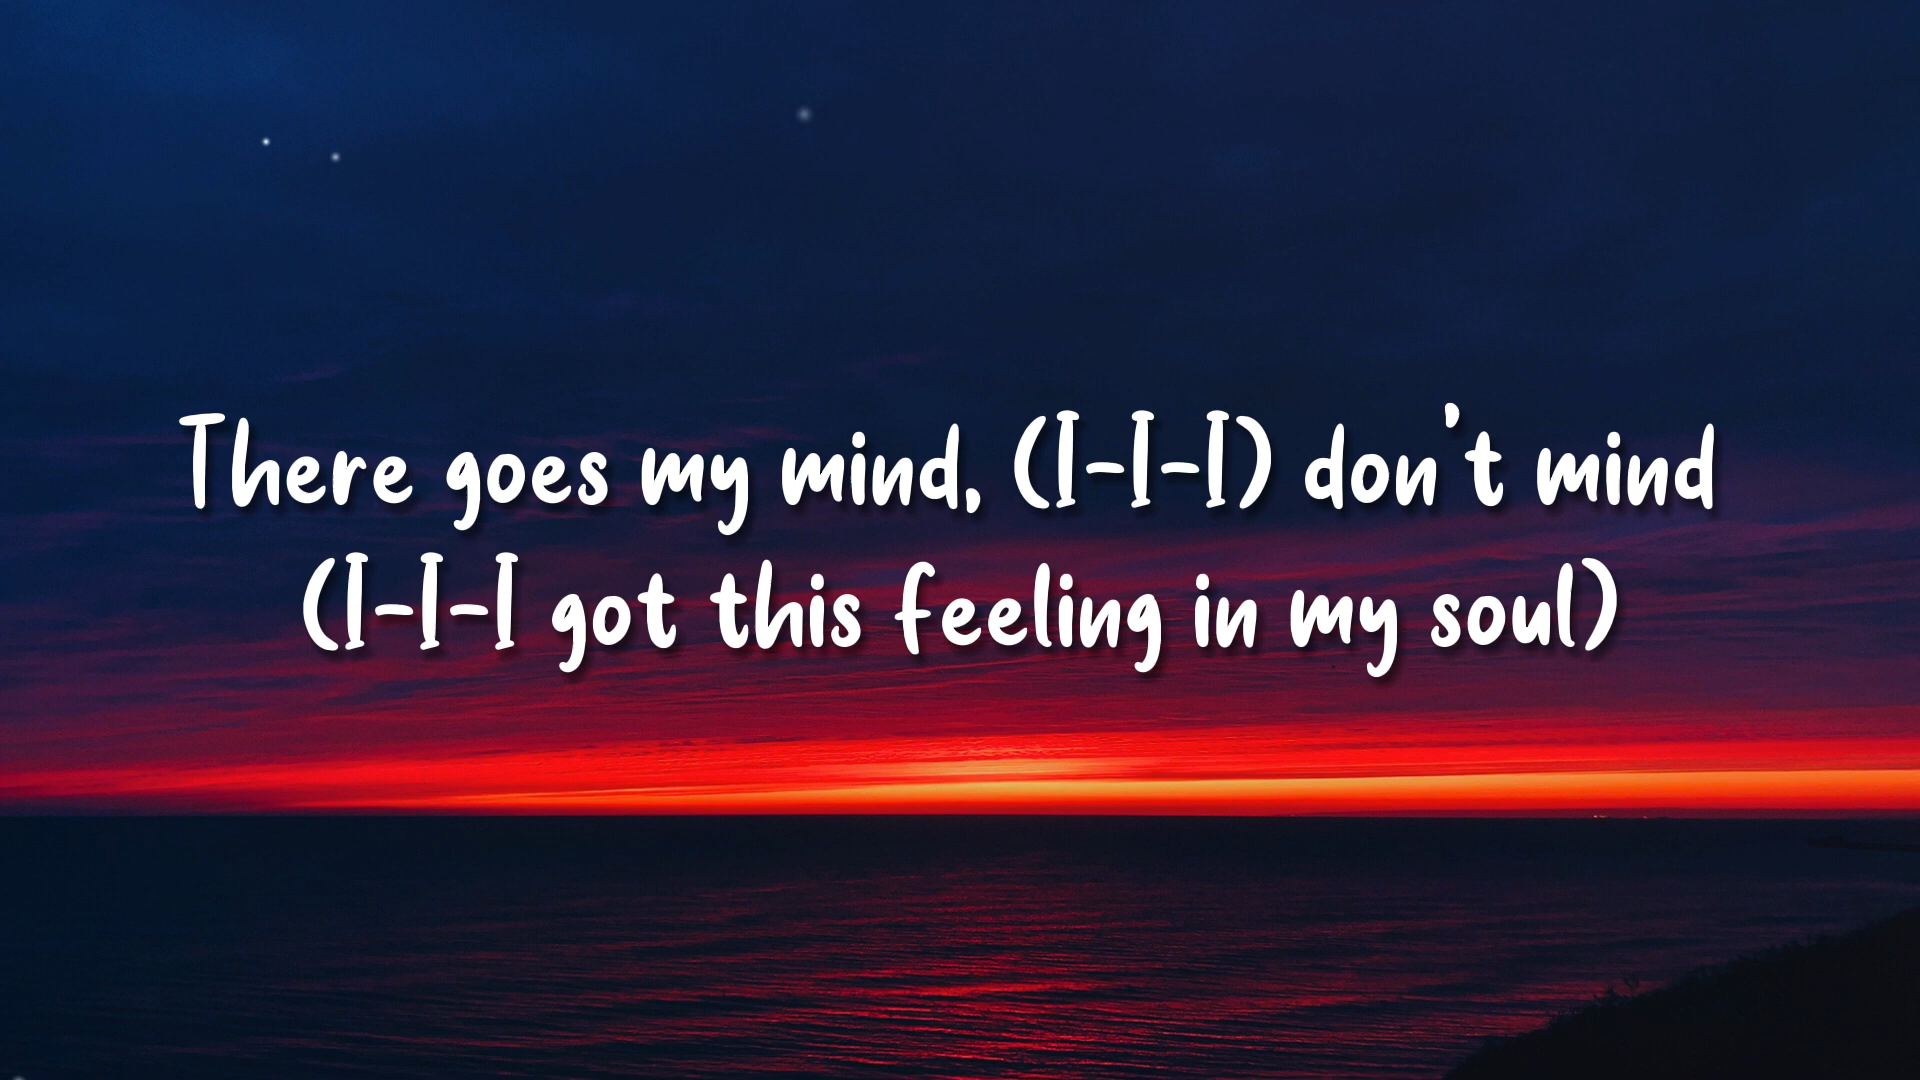 There goes my mind, (I-I-I) don't mind
(I-I-I got this feeling in my soul)